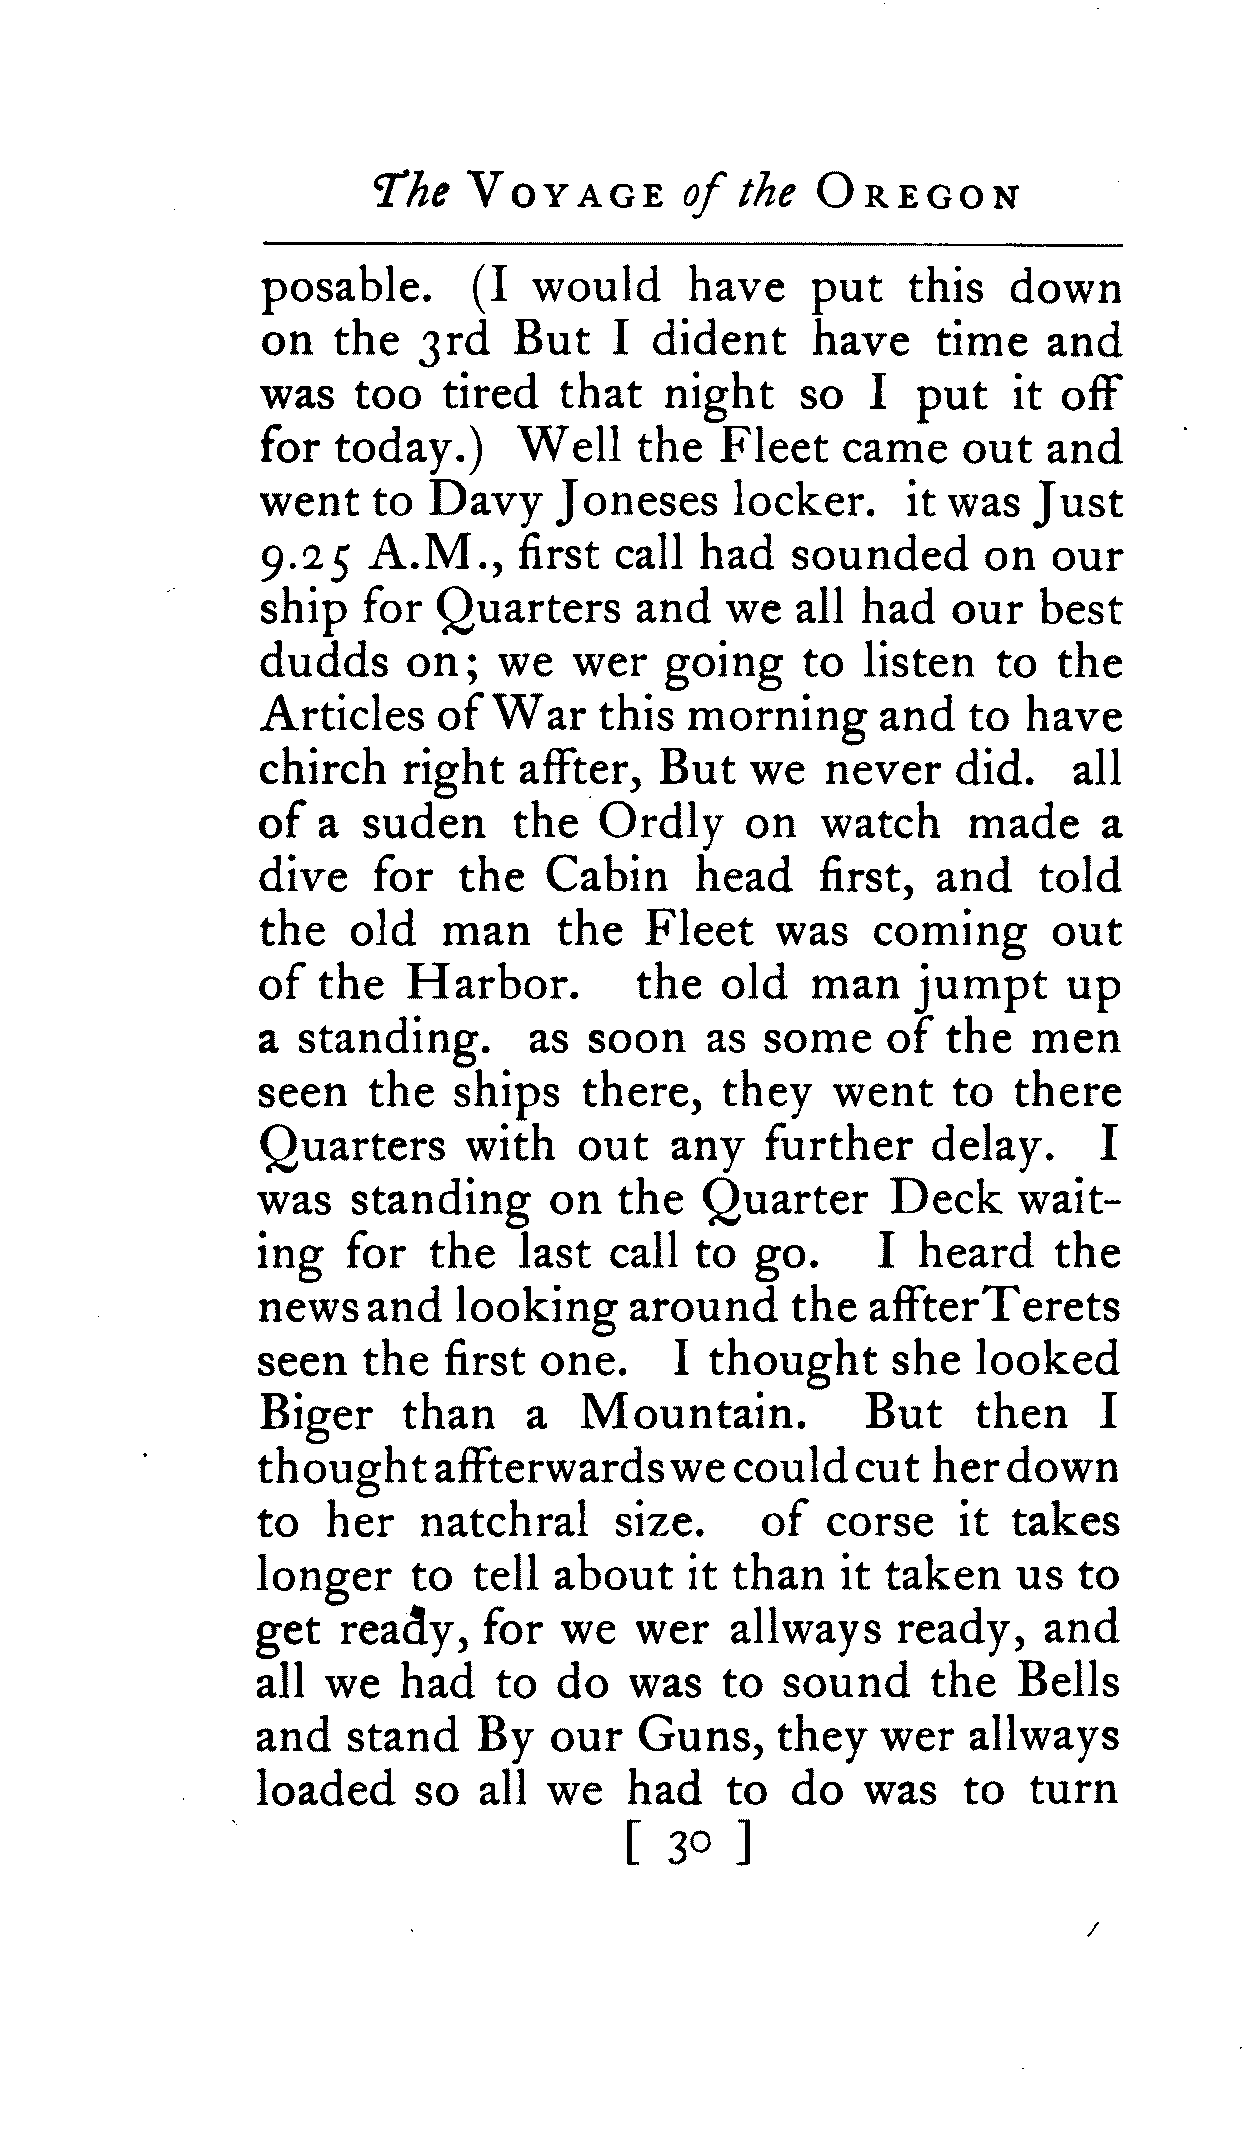 The VOYAGE of the OREGON
posable. (I would have put this down
on the 3rd But I dident have time and
was too tired that night so I put it off
for today.) Well the Fleet came out and
went to Davy Joneses locker. it was Just
9.25 A.M., first call had sounded on our
ship for Quarters and we all had our best
dudds on; we wer going to listen to the
Articles of War this morning and to have
chirch right affter, But we never did. all
of a suden the Ordly on watch made a
dive for the Cabin head first, and told
the old man the Fleet was coming out
of the Harbor. the old man jumpt up
a standing. as soon as some of the men
seen the ships there, they went to there
Quarters with out any further delay. I
was standing on the Quarter Deck wait-
ing for the last call to go. I heard the
news and looking around the affter Terets
seen the first one. I thought she looked
Biger than a Mountain. But then I
thought affterwards we could cut her down
to her natchral size. of corse it takes
longer to tell about it than it taken us to
get ready, for we wer allways ready, and
all we had to do was to sound the Bells
and stand By our Guns, they wer allways
loaded so all we had to do was to turn
[ 30 ]